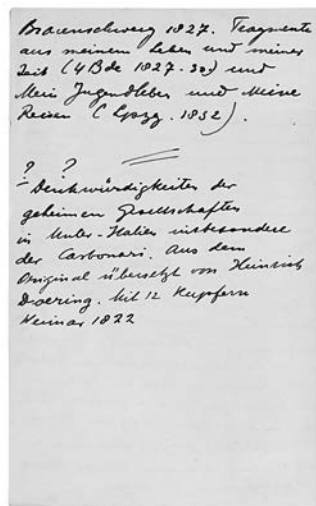 Braunschweig 1827. Fragmente
aus meinem Leben und meiner
Zeit (4 Bde 1827-30) und
Mein Jugendleben und Meine
Reisen (Lpzg. 1852).
? ?
- Denkwürdigkeiten der
geheimen Gesellschaften
in Unter-Italien insbesondere
der Carbonari. Aus dem
Original übersetzt von Heinrich
Doering. Mit 12 Kupfern
Weimar 1822